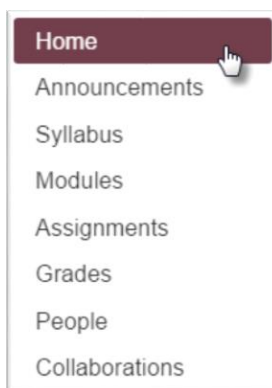 Home
Announcements
Syllabus
Modules
Assignments
Grades
People
Collaborations